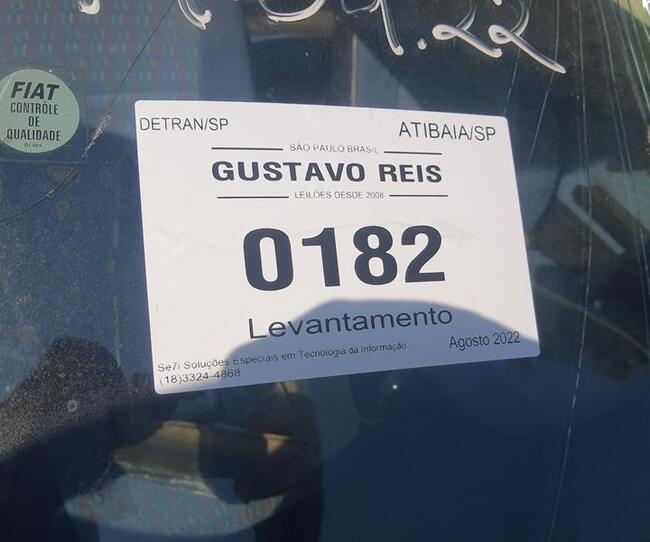 FIAT
CONTRÔLE
DE
QUALIDADE
DETRAN/SP
ATIBAIA/SP
SÃO PAULO BRASIL
GUSTAVO REIS
LEILÕES DESDE 2008
0182
Levantamento
Se7i Soluções Especiais em Tecnologia da Informação
Agosto 2022
(18)3324-4868